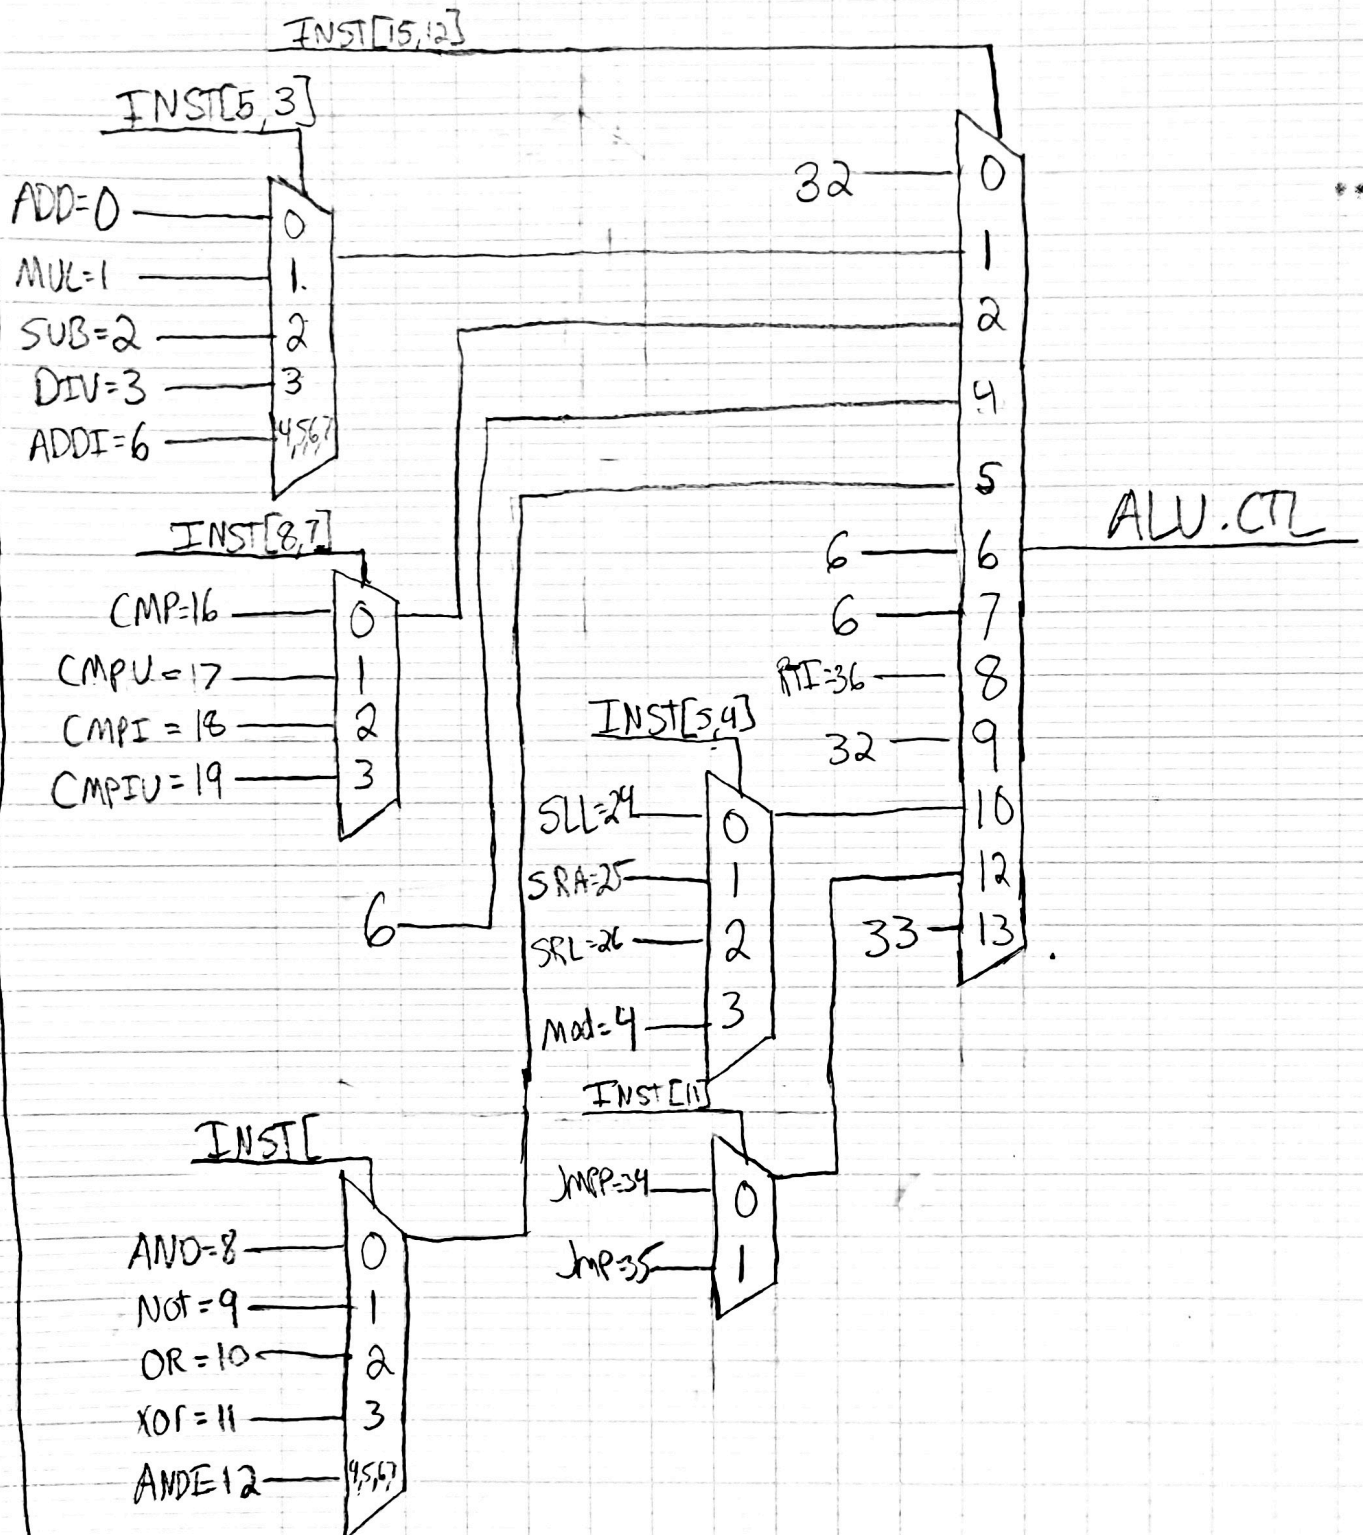 INST[15,12]
INST[5,3]
ADD=0
MUL=1
SUB=2
DIV=3
ADDI=6
0
1
2
3
4,5,6,7
INST[8,7]
CMP=16
CMPU=17
CMPI=18
CMPIU=19
0
1
2
3
6
INST[
AND=8
Not=9
OR=10
Xor=11
ANDI=12
0
1
2
3
4,5,6,7
INST[5,4]
SLL=24
SRA=25
SRL=26
Mod=4
0
1
2
3
INST[11]
JMPP=34
JMP=35
0
1
32
6
6
RTI=36
32
33
0
1
2
4
5
6
7
8
9
10
12
13
ALU.CTL